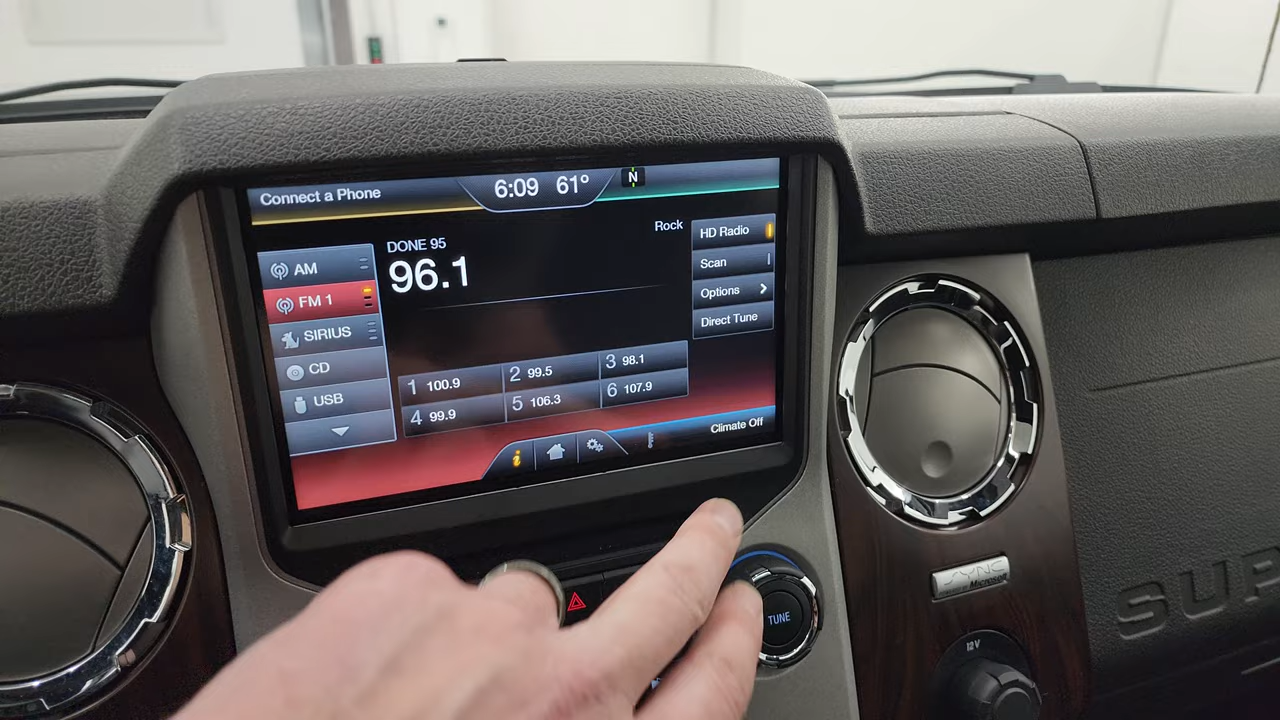 Connect a Phone
6:09 61°
N
AM
FM 1
SIRIUS
CD
USB
DONE 95
96.1
Rock
HD Radio
Scan
Options
Direct Tune
1 100.9
2 99.5
3 98.1
4 99.9
5 106.3
6 107.9
i
Climate Off
TUNE
SYNC
Microsoft
12V
SUP